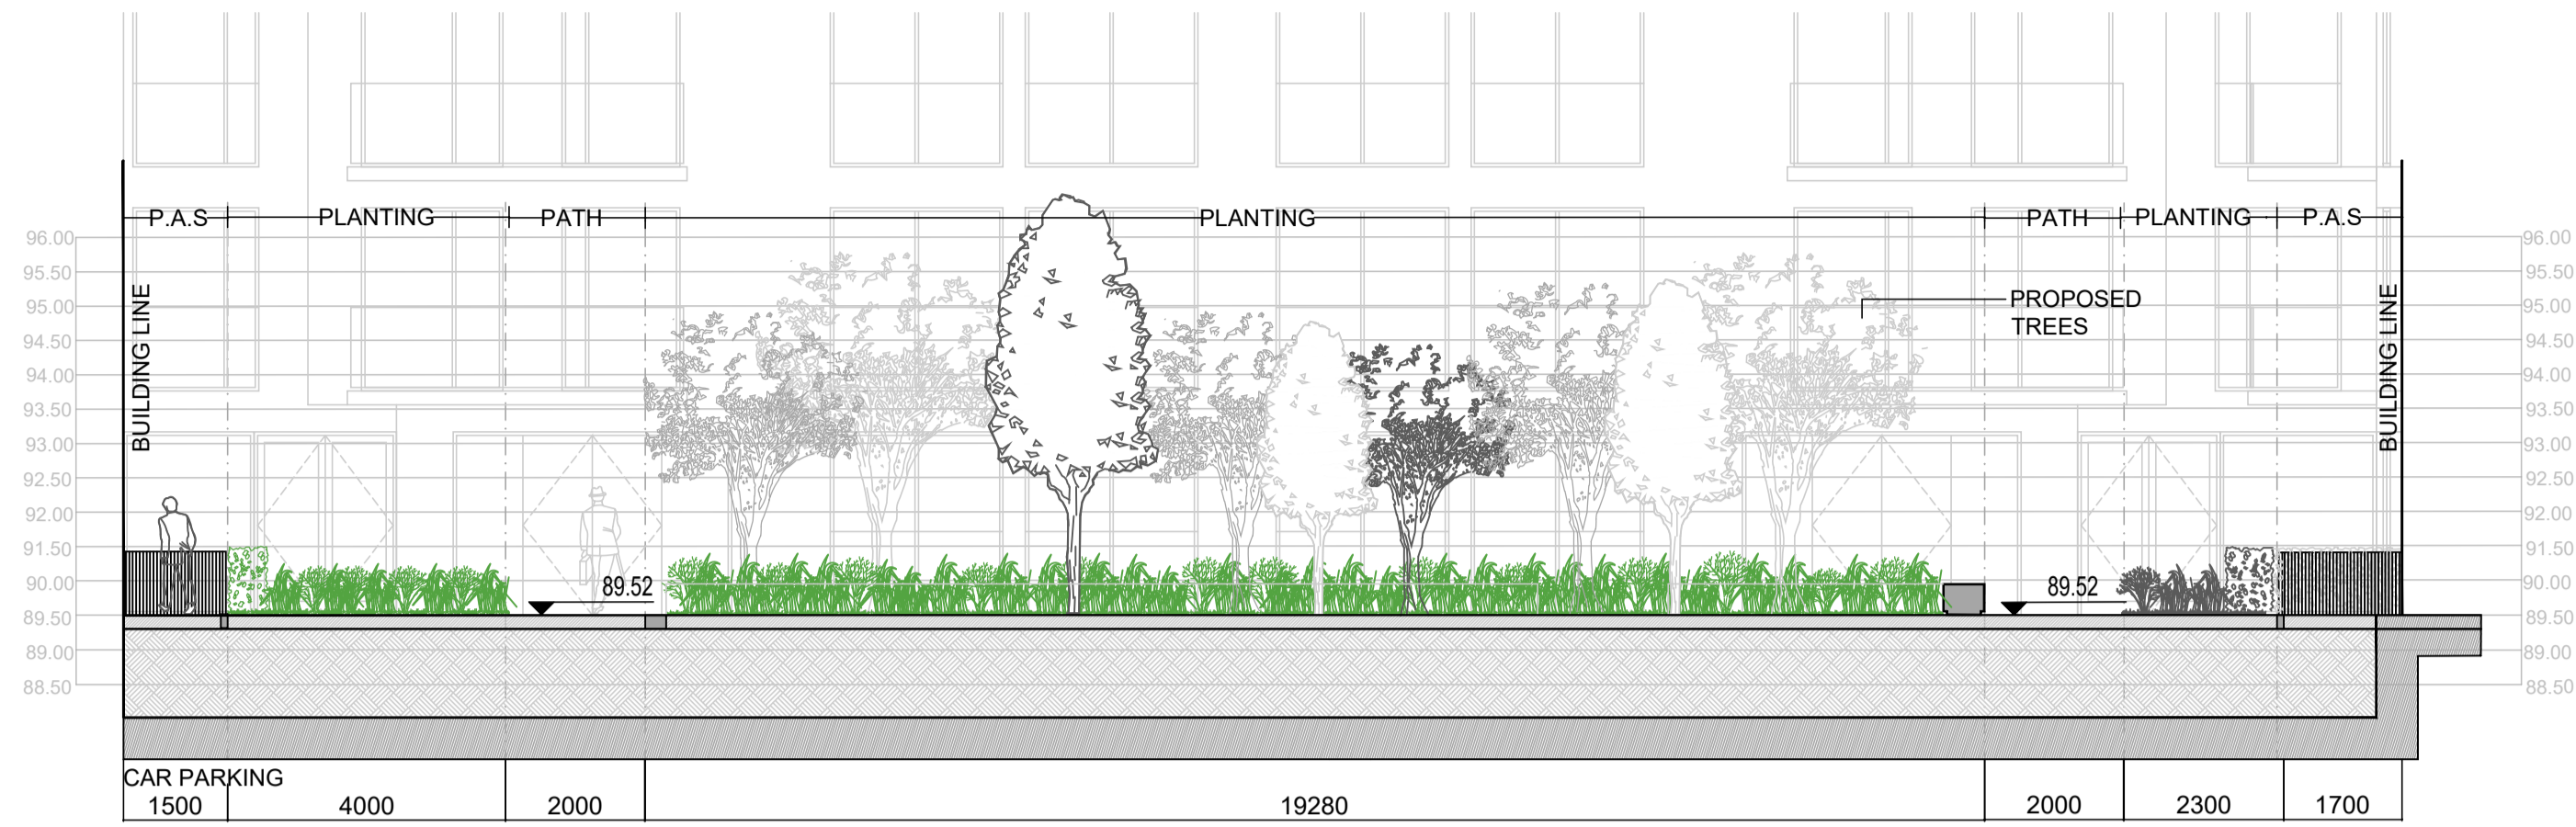 P.A.S PLANTING PATH PLANTING PATH PLANTING P.A.S
96.00 96.00
95.50 95.50
95.00 95.00
PROPOSED
TREES
94.50 94.50
94.00 94.00
93.50 93.50
BUILDING LINE
BUILDING LINE
93.00 93.00
92.50 92.50
92.00 92.00
91.50 91.50
90.00 90.00
89.52 89.52
89.50 89.50
89.00 89.00
88.50 88.50
CAR PARKING
1500 4000 2000 19280 2000 2300 1700